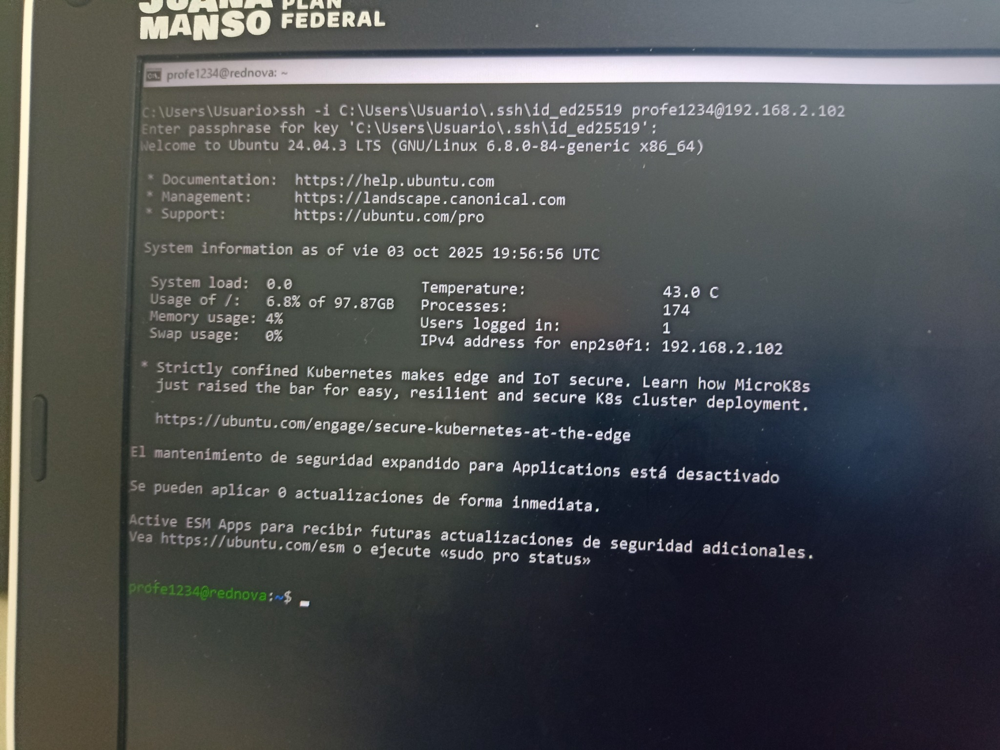 JUANA PLAN
MANSO FEDERAL
profe1234@rednova: ~
C:\Users\Usuario>ssh -i C:\Users\Usuario\.ssh\id_ed25519 profe1234@192.168.2.102
Enter passphrase for key 'C:\Users\Usuario\.ssh\id_ed25519':
Welcome to Ubuntu 24.04.3 LTS (GNU/Linux 6.8.0-84-generic x86_64)
* Documentation: https://help.ubuntu.com
* Management: https://landscape.canonical.com
* Support: https://ubuntu.com/pro
System information as of vie 03 oct 2025 19:56:56 UTC
System load: 0.0 Temperature: 43.0 C
Usage of /: 6.8% of 97.87GB Processes: 174
Memory usage: 4% Users logged in: 1
Swap usage: 0% IPv4 address for enp2s0f1: 192.168.2.102
* Strictly confined Kubernetes makes edge and IoT secure. Learn how MicroK8s
just raised the bar for easy, resilient and secure K8s cluster deployment.
https://ubuntu.com/engage/secure-kubernetes-at-the-edge
El mantenimiento de seguridad expandido para Applications está desactivado
Se pueden aplicar 0 actualizaciones de forma inmediata.
Active ESM Apps para recibir futuras actualizaciones de seguridad adicionales.
Vea https://ubuntu.com/esm o ejecute «sudo pro status»
profe1234@rednova:~$